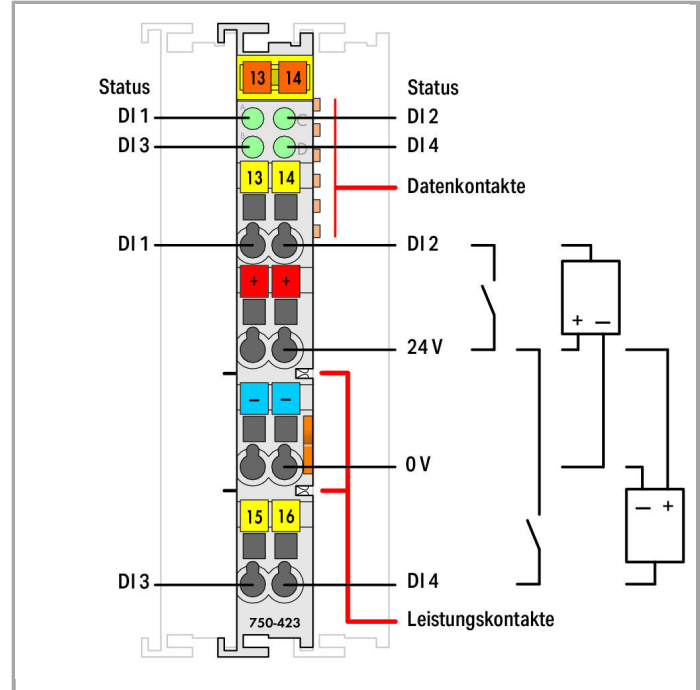 13 14
Status Status
A C
DI 1 DI 2
B D
DI 3 DI 4
13 14
Datenkontakte
DI 1 DI 2
+ +
+ –
24 V
– –
0 V
– +
15 16
DI 3 DI 4
750-423
Leistungskontakte